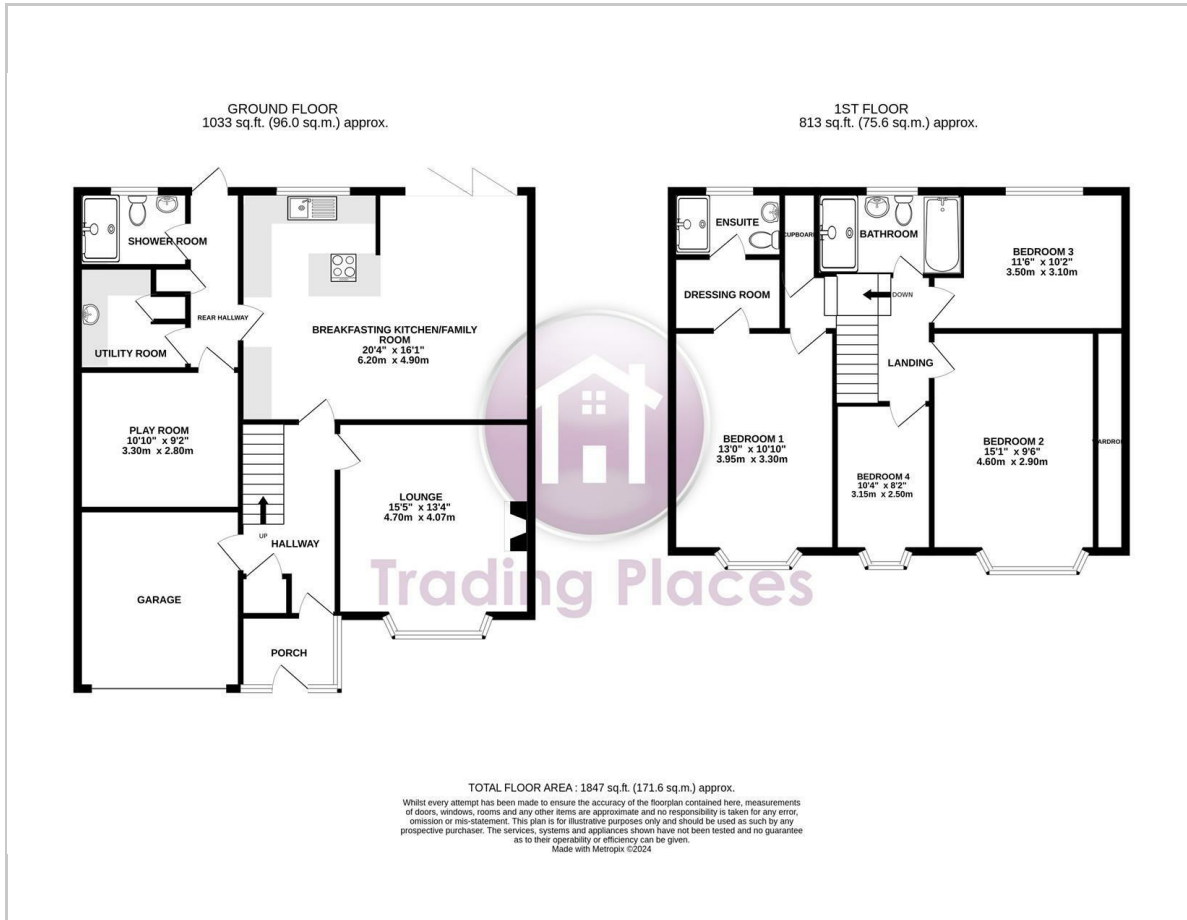 GROUND FLOOR
1033 sq.ft. (96.0 sq.m.) approx.
1ST FLOOR
813 sq.ft. (75.6 sq.m.) approx.
SHOWER ROOM
REAR HALLWAY
UTILITY ROOM
BREAKFASTING KITCHEN/FAMILY
ROOM
20'4" x 16'1"
6.20m x 4.90m
PLAY ROOM
10'10" x 9'2"
3.30m x 2.80m
LOUNGE
15'5" x 13'4"
4.70m x 4.07m
UP
HALLWAY
GARAGE
PORCH
ENSUITE
CUPBOARD
BATHROOM
BEDROOM 3
11'6" x 10'2"
3.50m x 3.10m
DRESSING ROOM
DOWN
LANDING
BEDROOM 1
13'0" x 10'10"
3.95m x 3.30m
BEDROOM 2
15'1" x 9'6"
4.60m x 2.90m
WARDROBE
BEDROOM 4
10'4" x 8'2"
3.15m x 2.50m
Trading Places
TOTAL FLOOR AREA : 1847 sq.ft. (171.6 sq.m.) approx.
Whilst every attempt has been made to ensure the accuracy of the floorplan contained here, measurements
of doors, windows, rooms and any other items are approximate and no responsibility is taken for any error,
omission or mis-statement. This plan is for illustrative purposes only and should be used as such by any
prospective purchaser. The services, systems and appliances shown have not been tested and no guarantee
as to their operability or efficiency can be given.
Made with Metropix ©2024